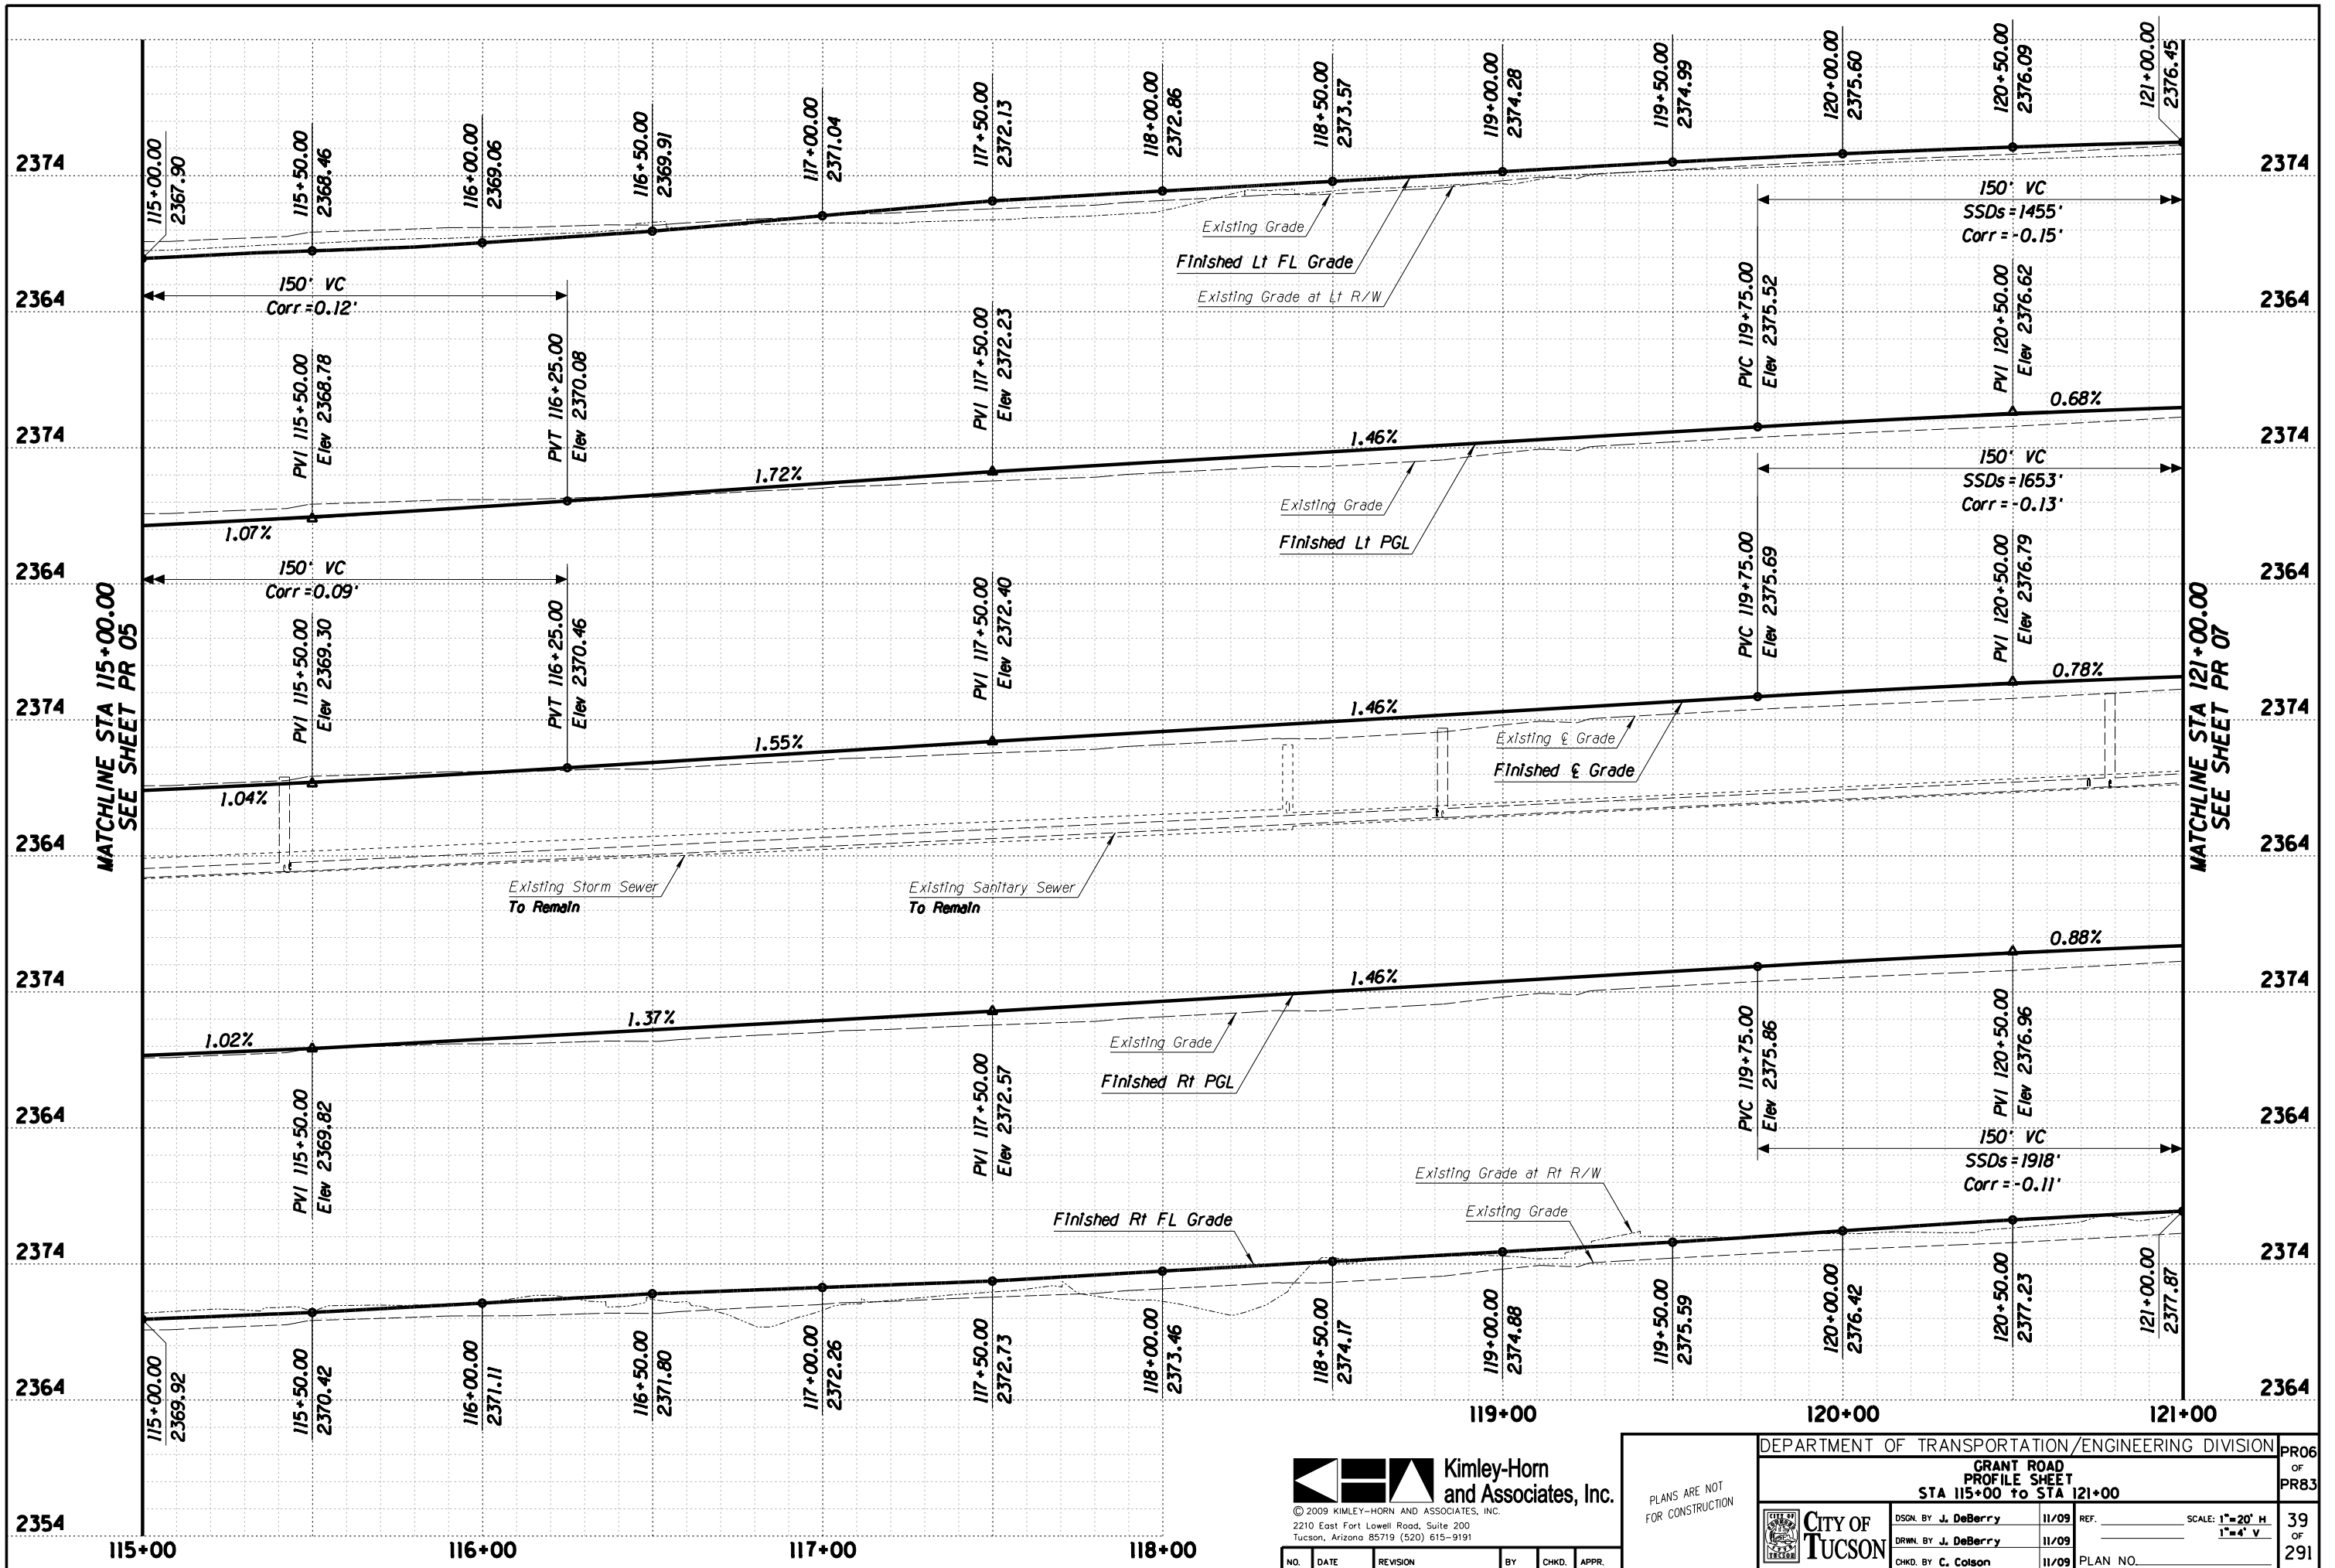 115+00.00
2367.90
115+50.00
2368.46
116+00.00
2369.06
116+50.00
2369.91
117+00.00
2371.04
117+50.00
2372.13
118+00.00
2372.86
118+50.00
2373.57
119+00.00
2374.28
119+50.00
2374.99
120+00.00
2375.60
120+50.00
2376.09
121+00.00
2376.45
2374
2374
150' VC
SSDs=1455'
Corr=-0.15'
Existing Grade
Finished Lt FL Grade
Existing Grade at Lt R/W
2364
150' VC
Corr=0.12'
2364
PVI 115+50.00
Elev 2368.78
PVT 116+25.00
Elev 2370.08
PVI 117+50.00
Elev 2372.23
PVC 119+75.00
Elev 2375.52
PVI 120+50.00
Elev 2376.62
0.68%
2374
1.46%
2374
1.72%
150' VC
SSDs=1653'
Corr=-0.13'
Existing Grade
Finished Lt PGL
1.07%
2364
150' VC
Corr=0.09'
2364
MATCHLINE STA 115+00.00
SEE SHEET PR 05
PVI 115+50.00
Elev 2369.30
PVT 116+25.00
Elev 2370.46
PVI 117+50.00
Elev 2372.40
PVC 119+75.00
Elev 2375.69
PVI 120+50.00
Elev 2376.79
MATCHLINE STA 121+00.00
SEE SHEET PR 07
0.78%
2374
1.46%
2374
1.55%
Existing ℄ Grade
Finished ℄ Grade
1.04%
2364
2364
Existing Storm Sewer
To Remain
Existing Sanitary Sewer
To Remain
0.88%
2374
1.46%
2374
1.37%
1.02%
Existing Grade
Finished Rt PGL
2364
2364
PVI 115+50.00
Elev 2369.82
PVI 117+50.00
Elev 2372.57
PVC 119+75.00
Elev 2375.86
PVI 120+50.00
Elev 2376.96
150' VC
SSDs=1918'
Corr=-0.11'
Existing Grade at Rt R/W
Existing Grade
Finished Rt FL Grade
2374
2374
115+00.00
2369.92
115+50.00
2370.42
116+00.00
2371.11
116+50.00
2371.80
117+00.00
2372.26
117+50.00
2372.73
118+00.00
2373.46
118+50.00
2374.17
119+00.00
2374.88
119+50.00
2375.59
120+00.00
2376.42
120+50.00
2377.23
121+00.00
2377.87
2364
2364
119+00
120+00
121+00
2354
115+00
116+00
117+00
118+00
Kimley-Horn
and Associates, Inc.
© 2009 KIMLEY-HORN AND ASSOCIATES, INC.
2210 East Fort Lowell Road, Suite 200
Tucson, Arizona 85719 (520) 615-9191
NO. DATE REVISION BY CHKD. APPR.
PLANS ARE NOT
FOR CONSTRUCTION
DEPARTMENT OF TRANSPORTATION/ENGINEERING DIVISION
GRANT ROAD
PROFILE SHEET
STA 115+00 to STA 121+00
PR06
OF
PR83
CITY OF
TUCSON
DSGN. BY J. DeBerry 11/09
DRWN. BY J. DeBerry 11/09
CHKD. BY C. Colson 11/09
REF.
SCALE: 1"=20' H
1"=4' V
PLAN NO.
39
OF
291